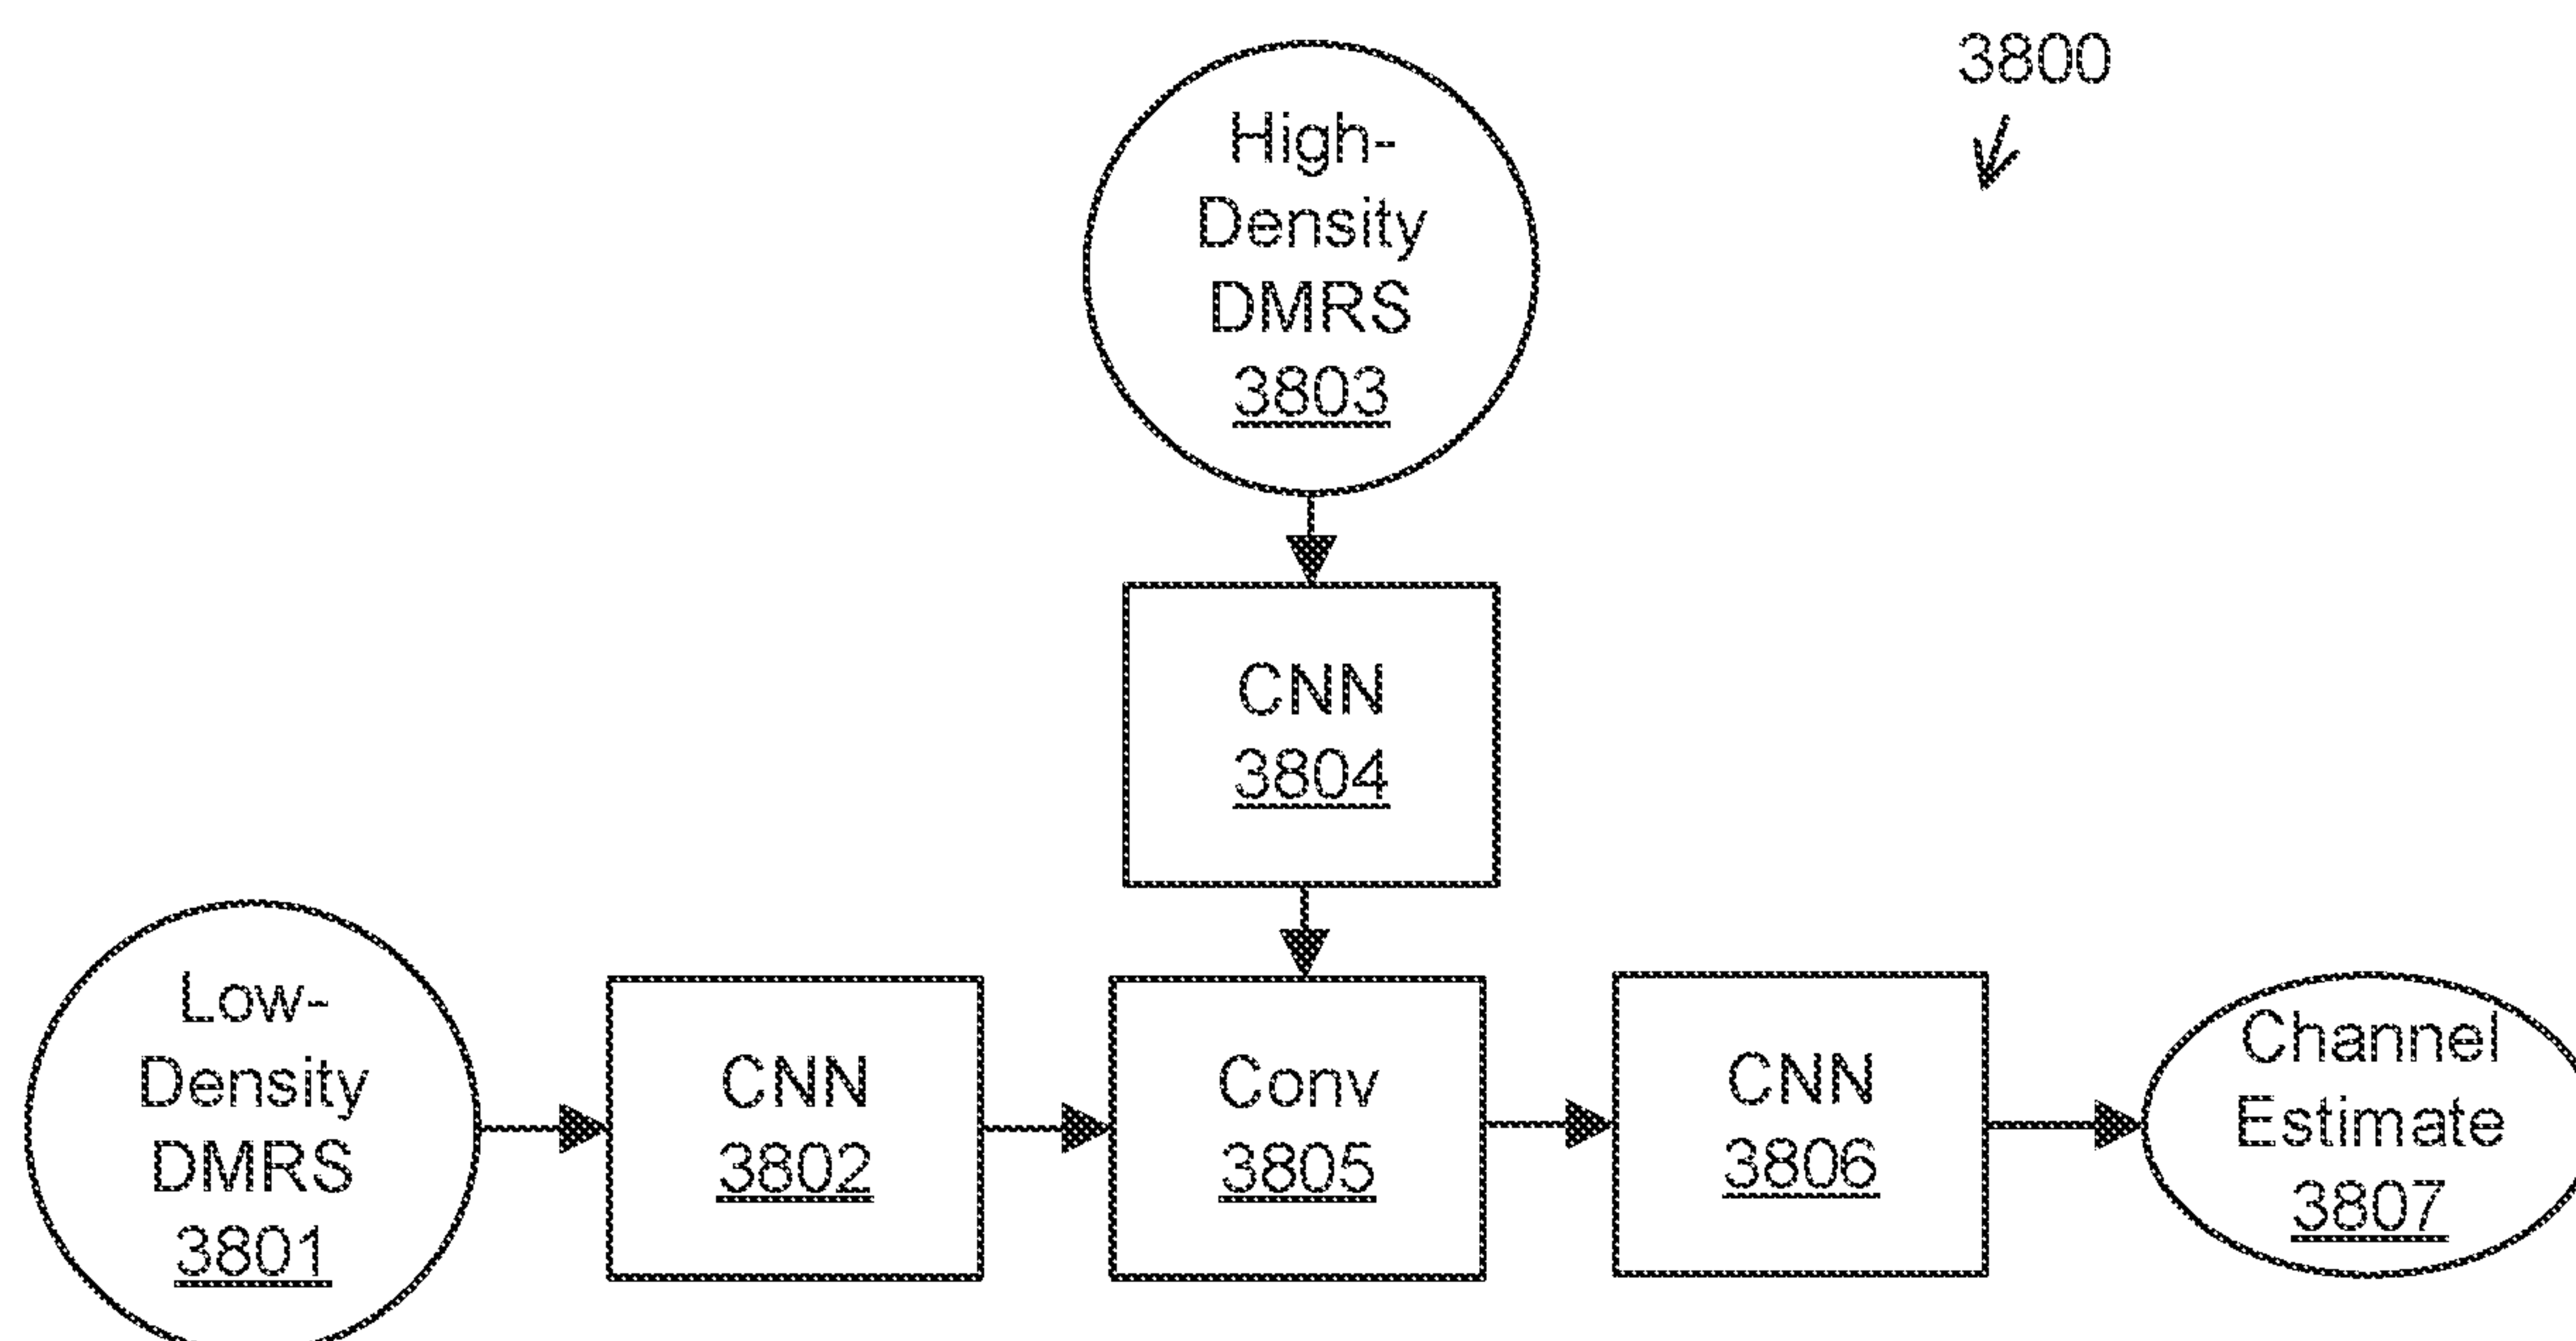 3800
High-
Density
DMRS
3803
CNN
3804
Low-
Density
DMRS
3801
CNN
3802
Conv
3805
CNN
3806
Channel
Estimate
3807